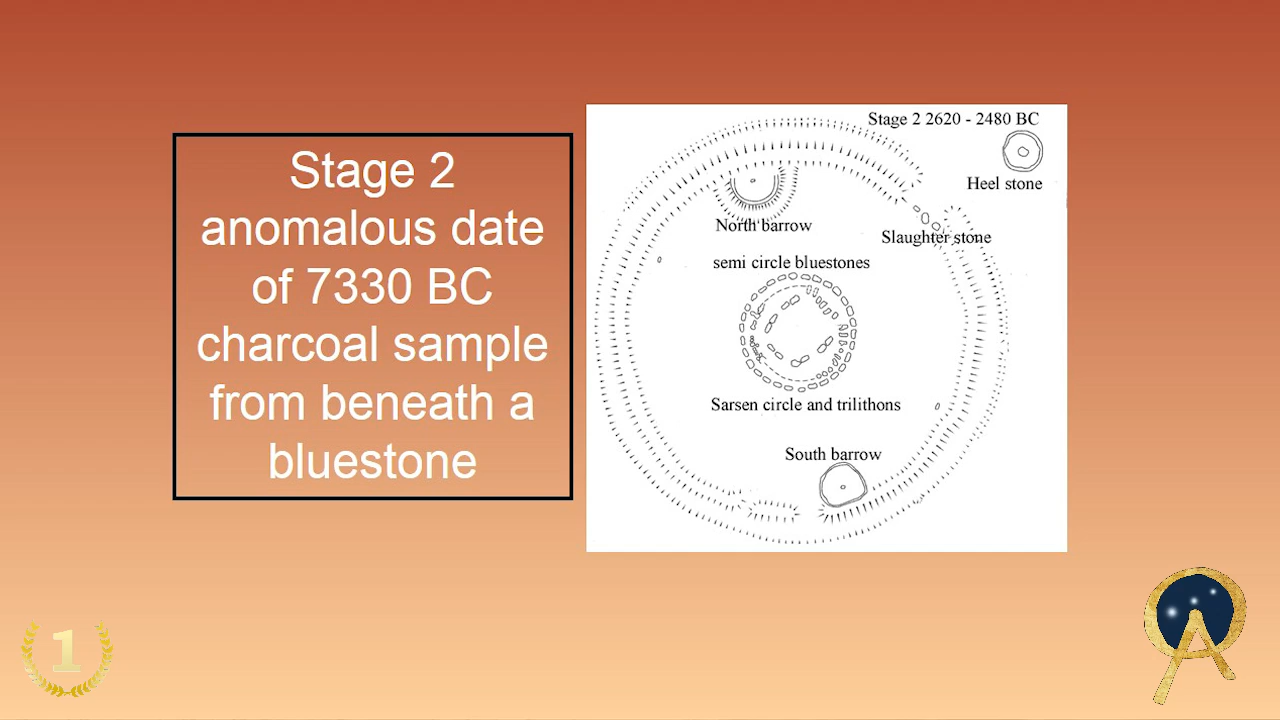 Stage 2
anomalous date
of 7330 BC
charcoal sample
from beneath a
bluestone
Stage 2 2620 - 2480 BC
Heel stone
North barrow
Slaughter stone
semi circle bluestones
Sarsen circle and trilithons
South barrow
1